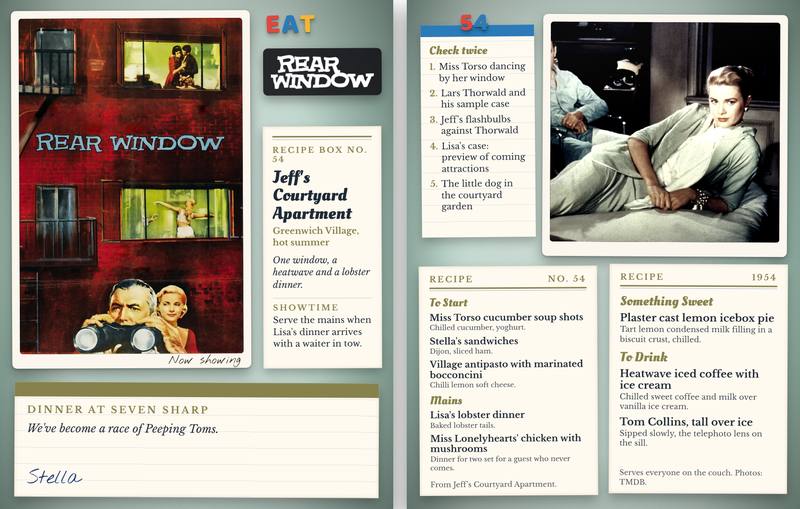 EAT
REAR
WINDOW
REAR WINDOW
Now showing
RECIPE BOX NO.
54
Jeff's
Courtyard
Apartment
Greenwich Village,
hot summer
One window, a
heatwave and a lobster
dinner.
SHOWTIME
Serve the mains when
Lisa's dinner arrives
with a waiter in tow.
DINNER AT SEVEN SHARP
We've become a race of Peeping Toms.
Stella
54
Check twice
1. Miss Torso dancing
by her window
2. Lars Thorwald and
his sample case
3. Jeff's flashbulbs
against Thorwald
4. Lisa's case:
preview of coming
attractions
5. The little dog in
the courtyard
garden
RECIPE NO. 54
To Start
Miss Torso cucumber soup shots
Chilled cucumber, yoghurt.
Stella's sandwiches
Dijon, sliced ham.
Village antipasto with marinated
bocconcini
Chilli lemon soft cheese.
Mains
Lisa's lobster dinner
Baked lobster tails.
Miss Lonelyhearts' chicken with
mushrooms
Dinner for two set for a guest who never
comes.
From Jeff's Courtyard Apartment.
RECIPE 1954
Something Sweet
Plaster cast lemon icebox pie
Tart lemon condensed milk filling in a
biscuit crust, chilled.
To Drink
Heatwave iced coffee with
ice cream
Chilled sweet coffee and milk over
vanilla ice cream.
Tom Collins, tall over ice
Sipped slowly, the telephoto lens on
the sill.
Serves everyone on the couch. Photos:
TMDB.